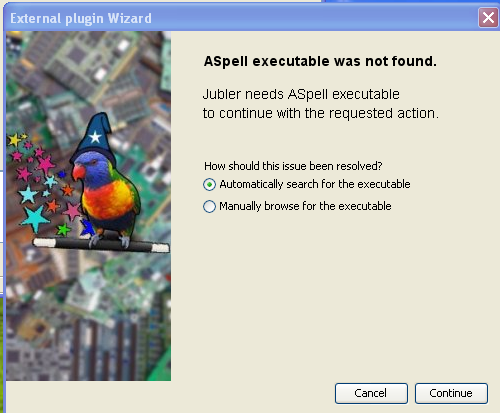 External plugin Wizard
ASpell executable was not found.
Jubler needs ASpell executable
to continue with the requested action.
How should this issue been resolved?
Automatically search for the executable
Manually browse for the executable
Cancel
Continue